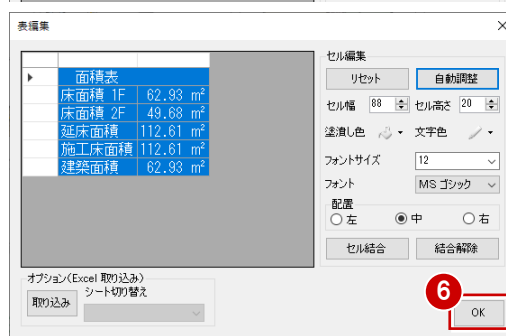 表編集
面積表
床面積 1F 62.93 m²
床面積 2F 49.68 m²
延床面積 112.61 m²
施工床面積 112.61 m²
建築面積 62.93 m²
セル編集
リセット 自動調整
セル幅 88 セル高さ 20
塗潰し色 文字色
フォントサイズ 12
フォント MS ゴシック
配置
左 中 右
セル結合 結合解除
オプション(Excel 取り込み)
取り込み シート切り替え
6
OK